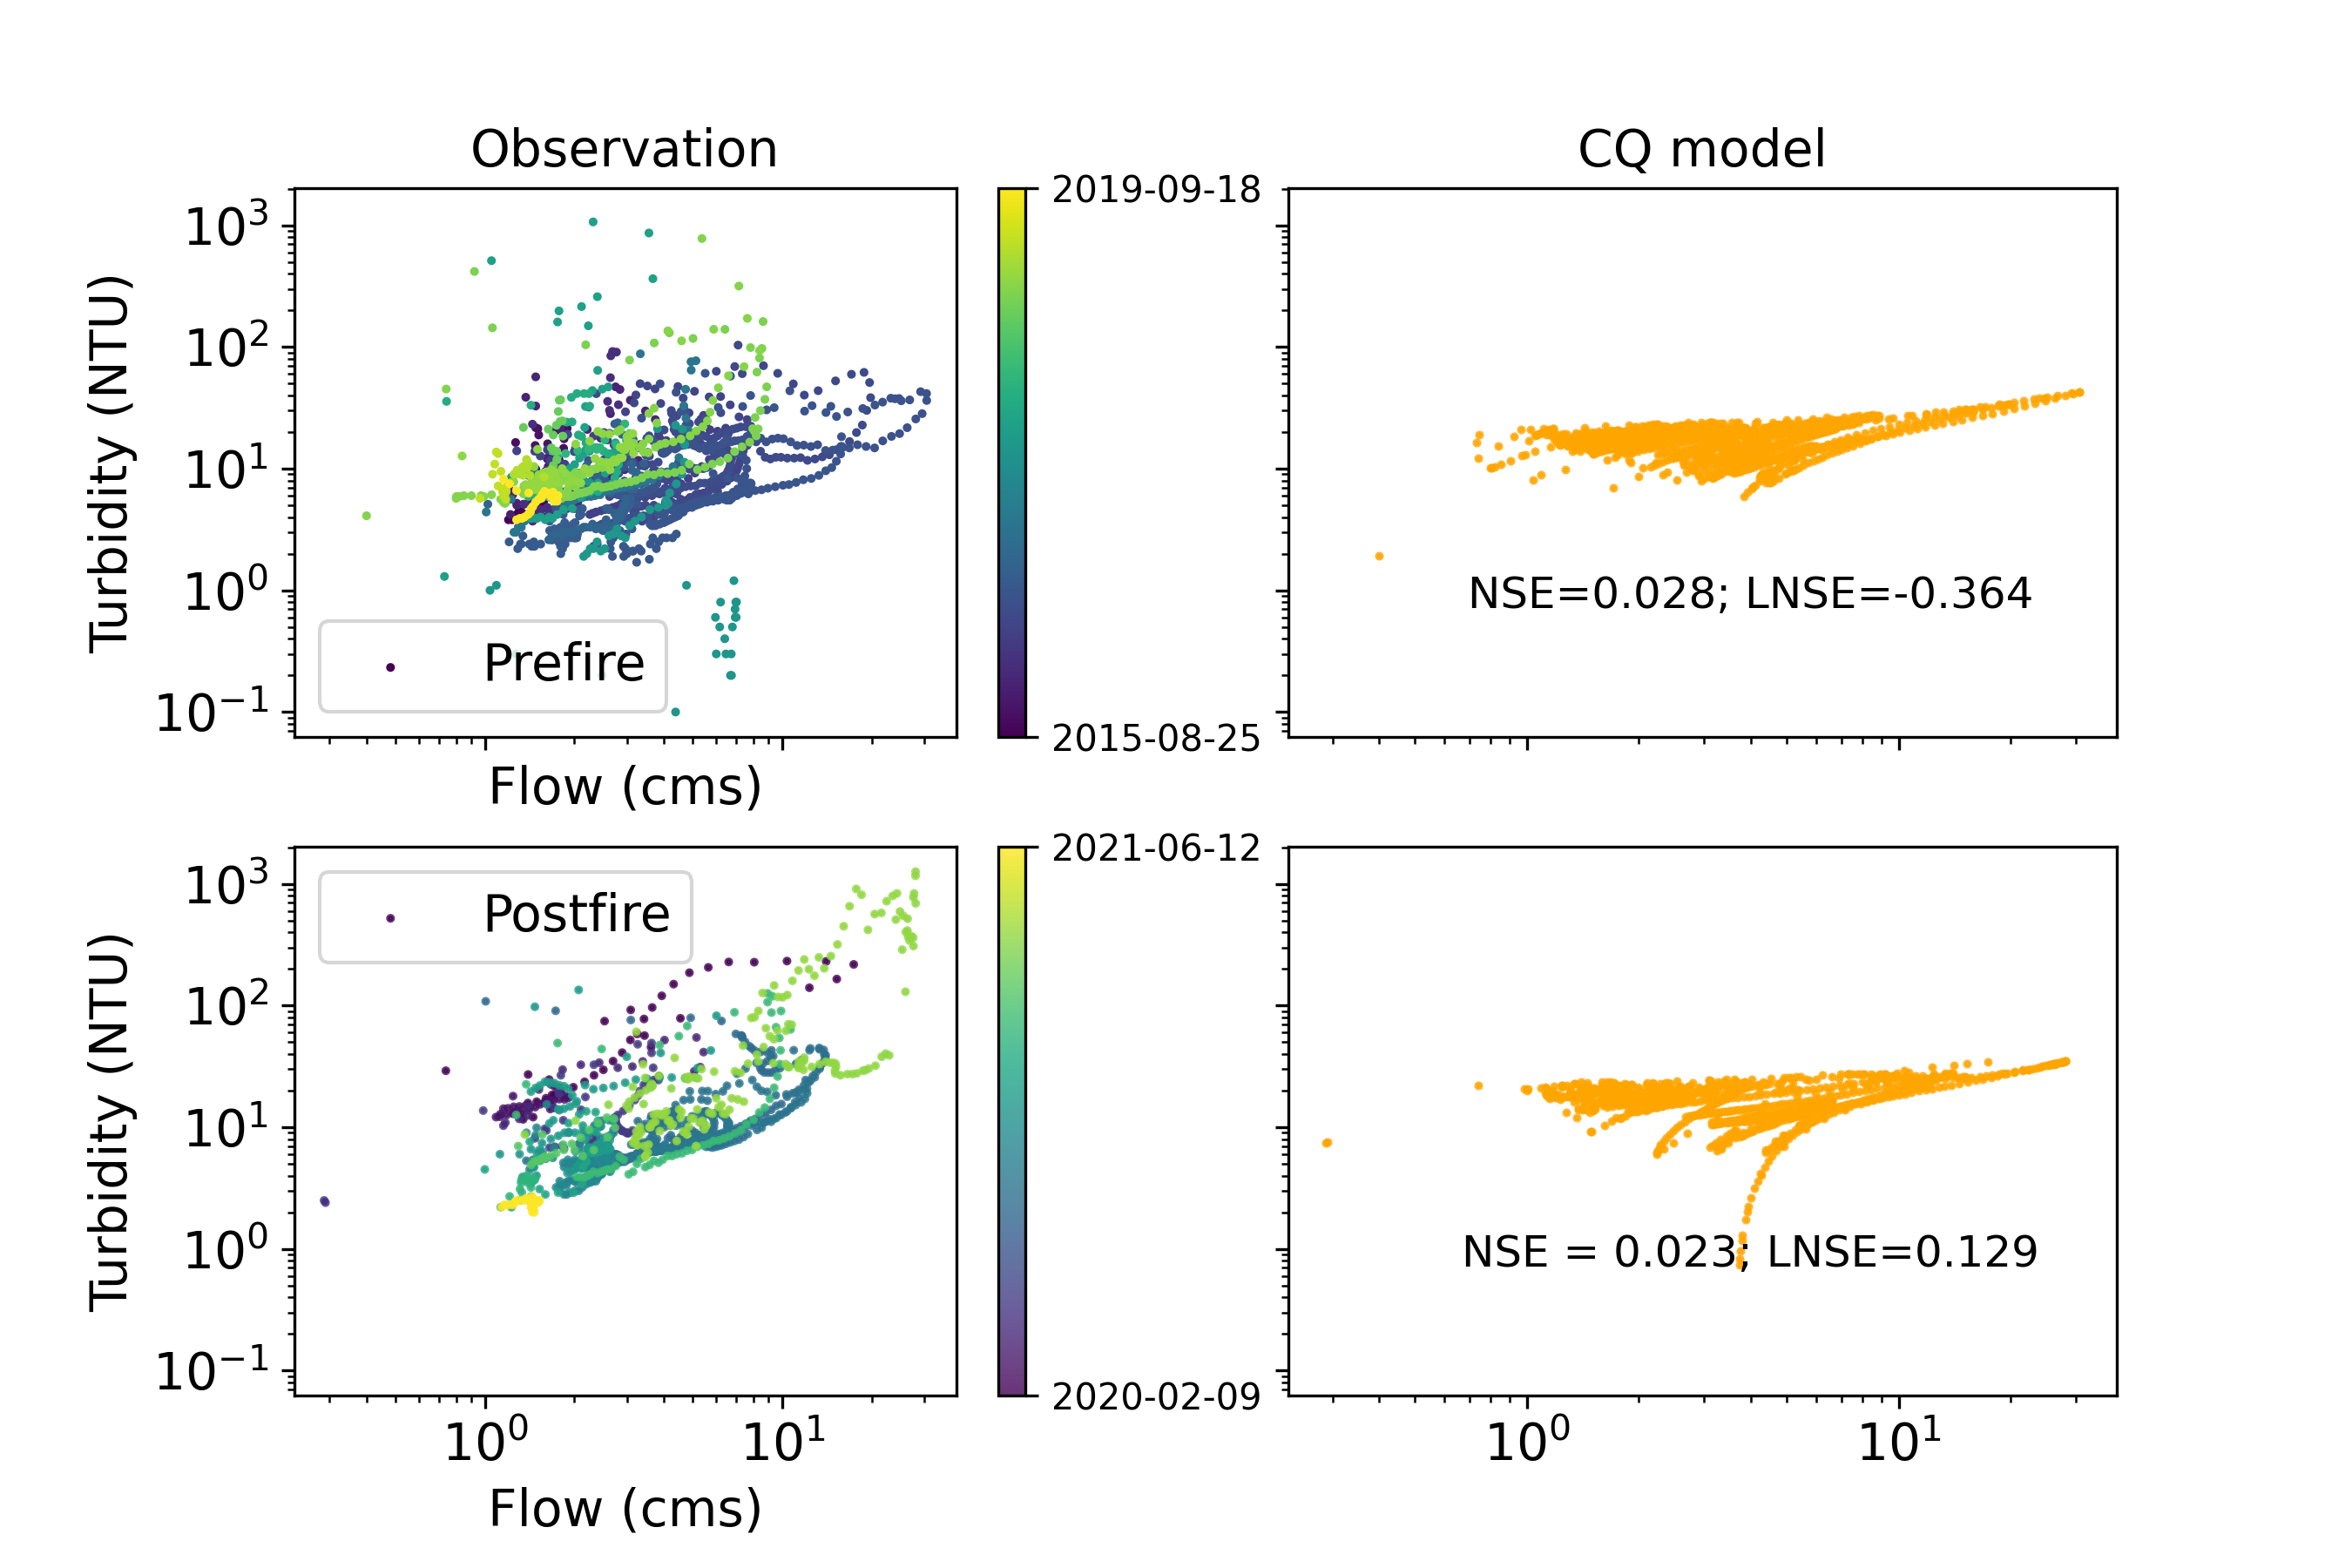 Observation
CQ model
Turbidity (NTU)
10³
10²
10¹
10⁰
10⁻¹
Prefire
Flow (cms)
2019-09-18
2015-08-25
NSE=0.028; LNSE=-0.364
Turbidity (NTU)
10³
10²
10¹
10⁰
10⁻¹
Postfire
10⁰ 10¹
Flow (cms)
2021-06-12
2020-02-09
NSE = 0.023; LNSE=0.129
10⁰ 10¹